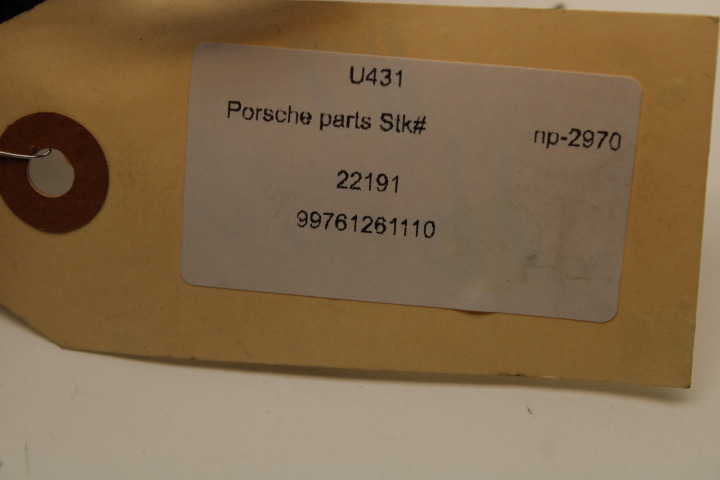 U431
Porsche parts Stk#
np-2970
22191
99761261110